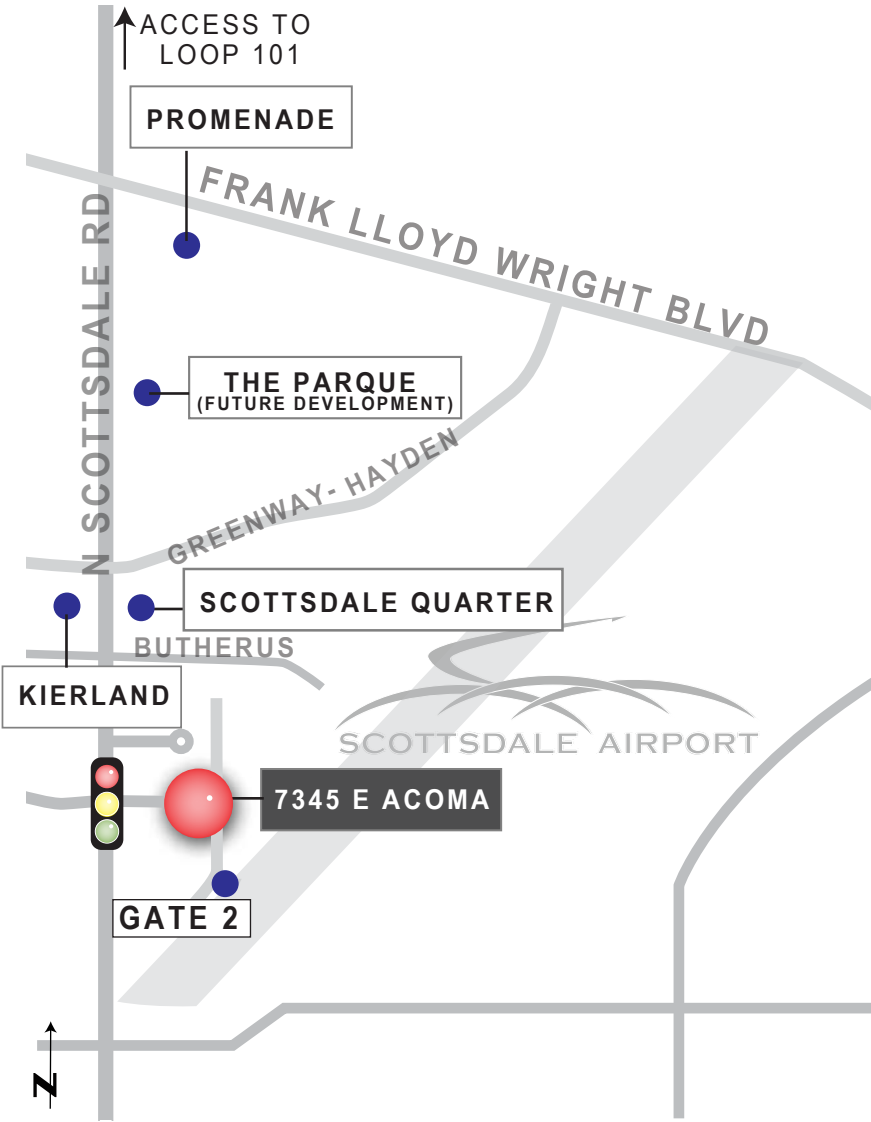 ACCESS TO
LOOP 101
PROMENADE
FRANK LLOYD WRIGHT BLVD
N SCOTTSDALE RD
THE PARQUE
(FUTURE DEVELOPMENT)
GREENWAY- HAYDEN
SCOTTSDALE QUARTER
BUTHERUS
KIERLAND
SCOTTSDALE AIRPORT
7345 E ACOMA
GATE 2
N